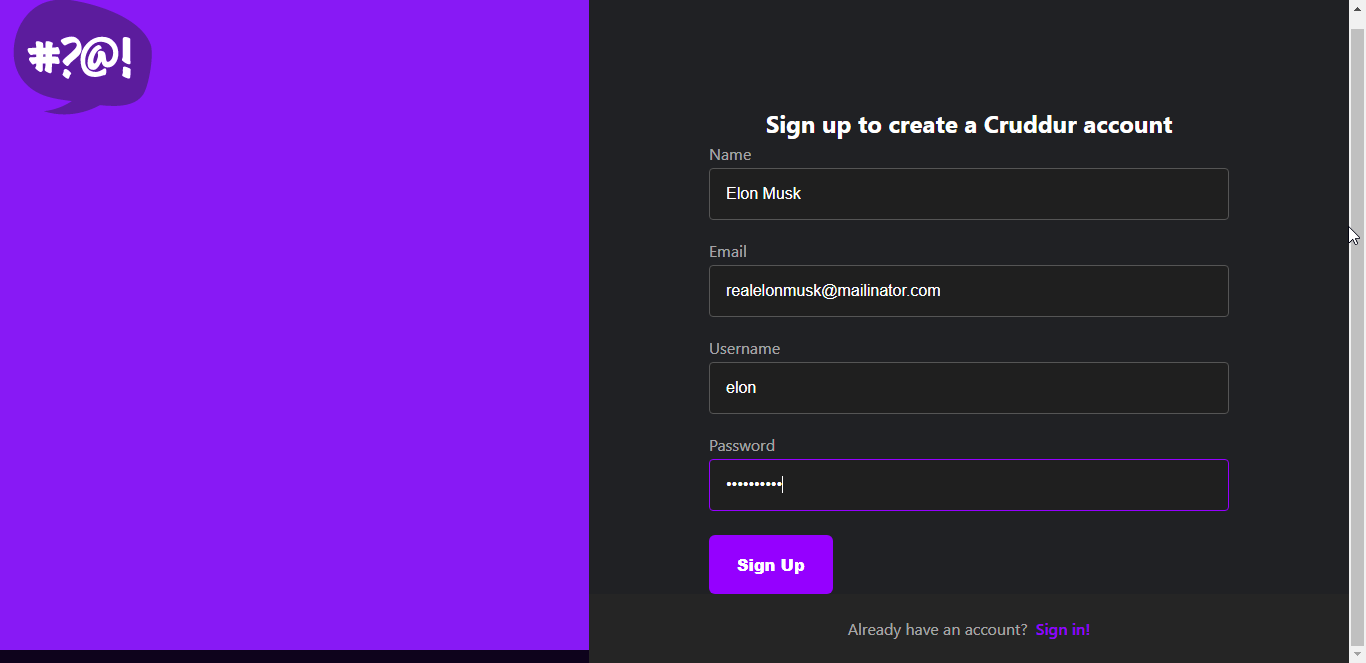 #?@!
Sign up to create a Cruddur account
Name
Elon Musk
Email
realelonmusk@mailinator.com
Username
elon
Password
••••••••••
Sign Up
Already have an account? Sign in!